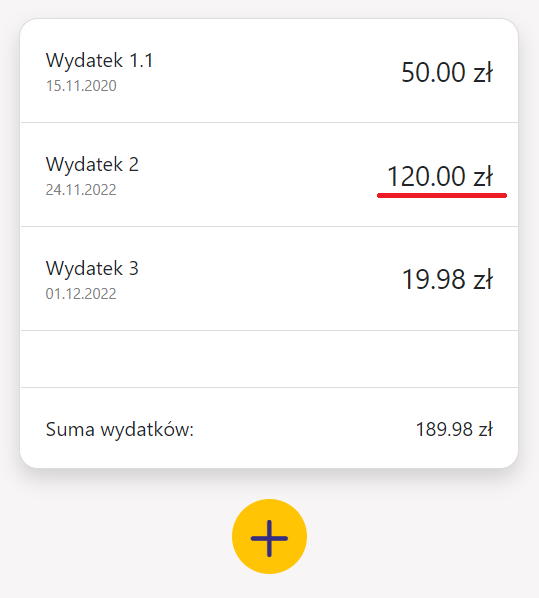 Wydatek 1.1
50.00 zł
15.11.2020
Wydatek 2
120.00 zł
24.11.2022
Wydatek 3
19.98 zł
01.12.2022
Suma wydatków: 189.98 zł